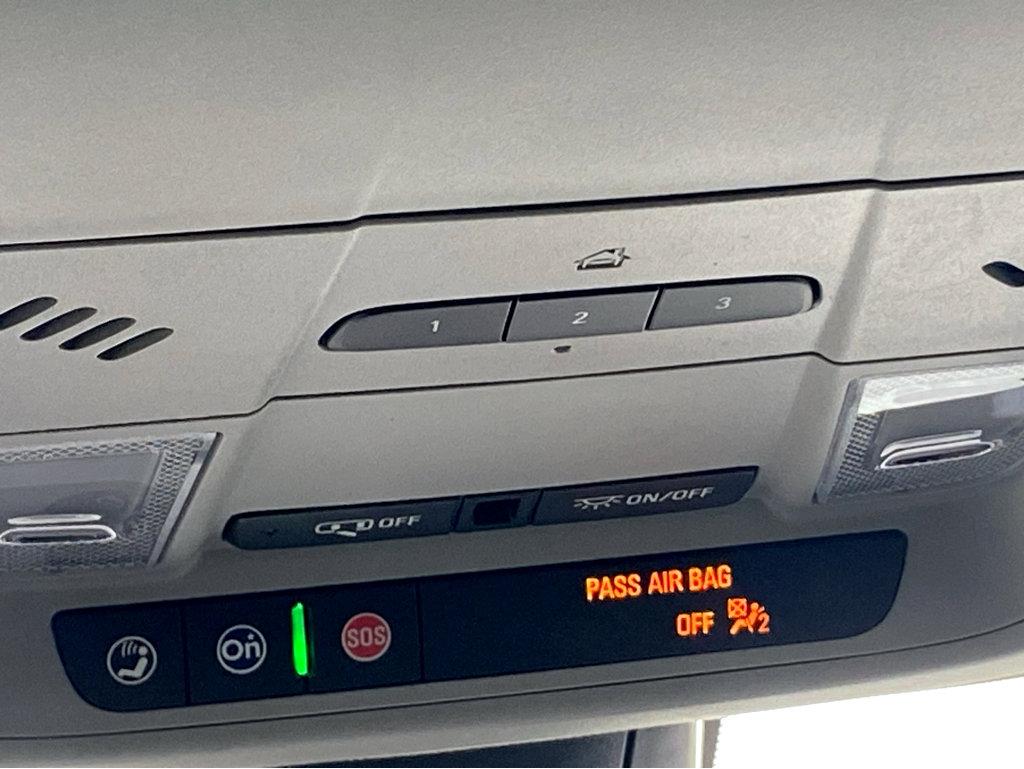 1 2 3
OFF ON/OFF
PASS AIR BAG
OFF 2
On SOS